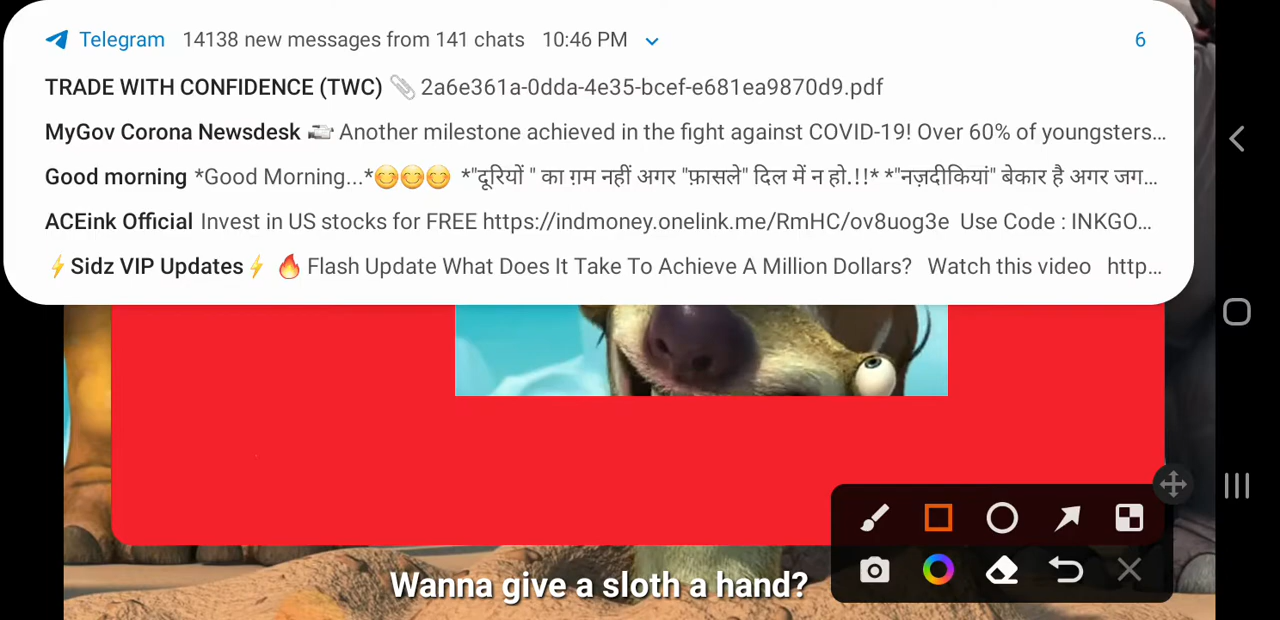 Telegram 14138 new messages from 141 chats 10:46 PM 6
TRADE WITH CONFIDENCE (TWC) 📎 2a6e361a-0dda-4e35-bcef-e681ea9870d9.pdf
MyGov Corona Newsdesk Another milestone achieved in the fight against COVID-19! Over 60% of youngsters...
Good morning *Good Morning...*😊😊😊 *"दूरियों " का ग़म नहीं अगर "फ़ासले" दिल में न हो.!!* *"नज़दीकियां" बेकार है अगर जग...
ACEink Official Invest in US stocks for FREE https://indmoney.onelink.me/RmHC/ov8uog3e Use Code : INKGO...
⚡Sidz VIP Updates⚡ 🔥 Flash Update What Does It Take To Achieve A Million Dollars? Watch this video http...
Wanna give a sloth a hand?